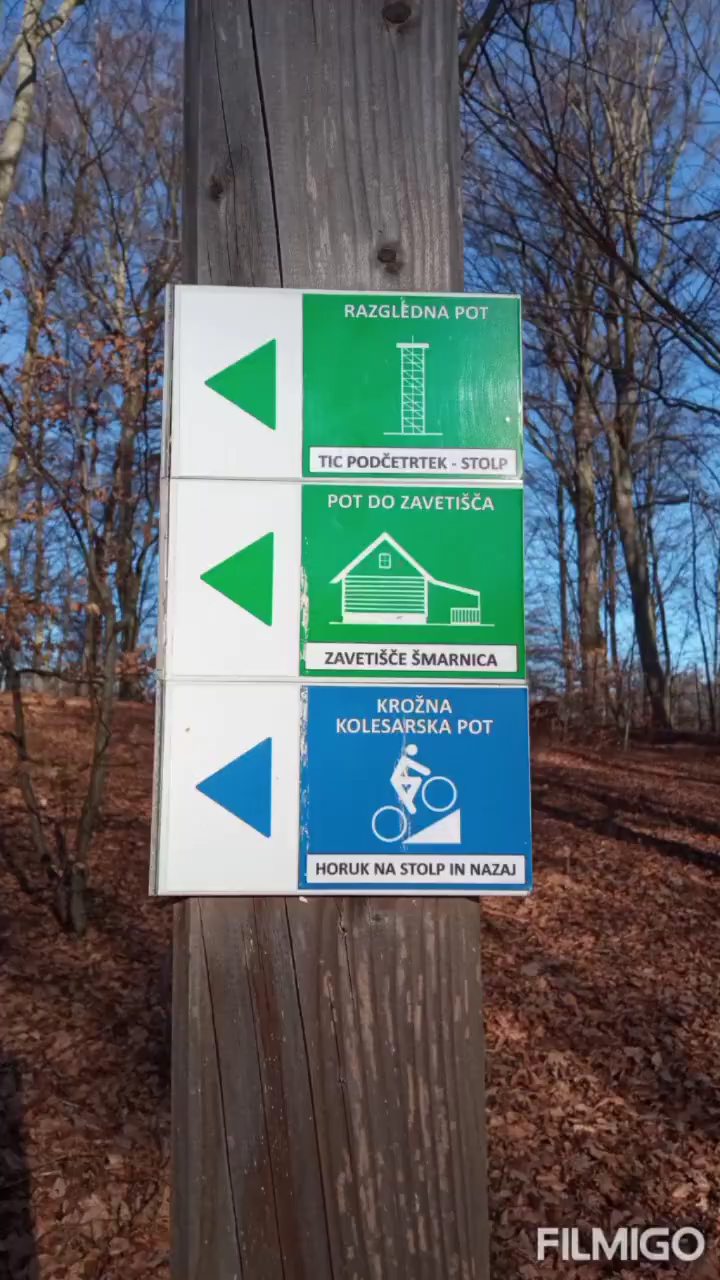 RAZGLEDNA POT
TIC PODČETRTEK - STOLP
POT DO ZAVETIŠČA
ZAVETIŠČE ŠMARNICA
KROŽNA
KOLESARSKA POT
HORUK NA STOLP IN NAZAJ
FILMIGO